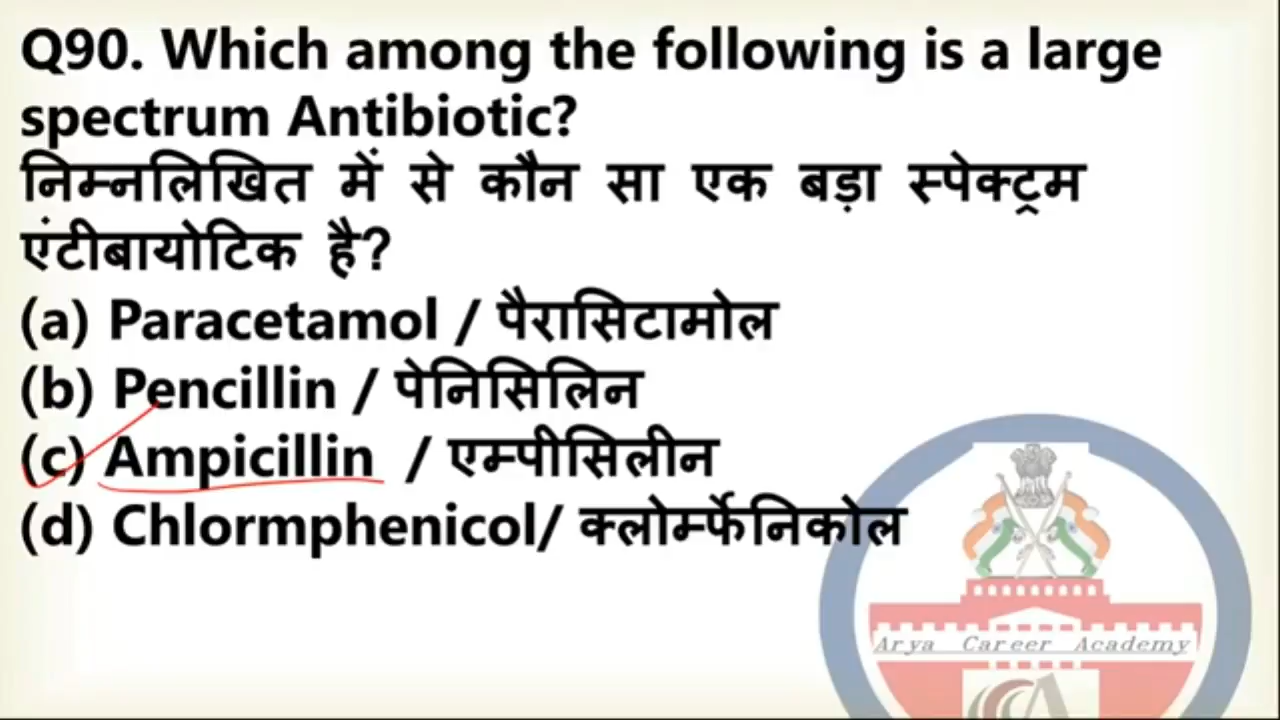 Q90. Which among the following is a large
spectrum Antibiotic?
निम्नलिखित में से कौन सा एक बड़ा स्पेक्ट्रम
एंटीबायोटिक है?
(a) Paracetamol / पैरासिटामोल
(b) Pencillin / पेनिसिलिन
(c) Ampicillin / एम्पीसिलीन
(d) Chlormphenicol/ क्लोर्म्फेनिकोल
Arya Career Academy